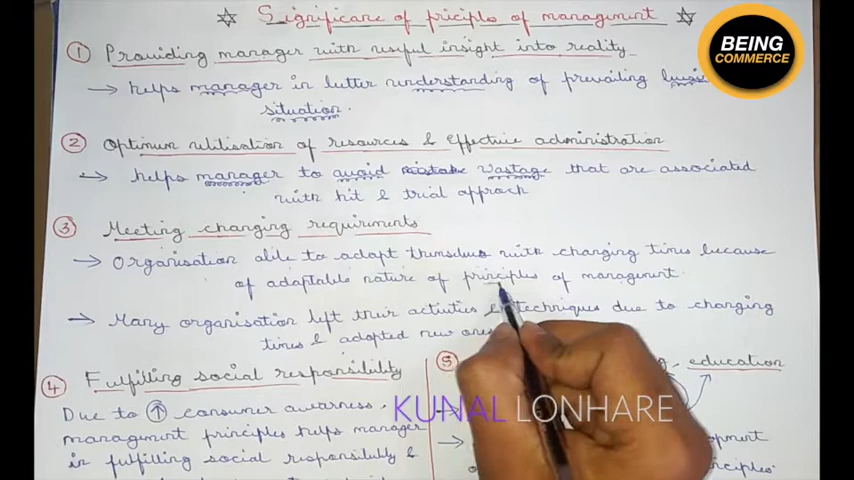 Significance of priciples of management
BEING
COMMERCE
① Providing manager with useful insight into reality
→ helps manager in better understanding of prevailing
situation.
② Optimum utilisation of resources & Effective administration
→ helps manager to avoid wastage that are associated
with hit & trial approch
③ Meeting changing requirements
→ Organisation able to adapt themselves with changing times because
of adaptable nature of principles of management
→ Many organisation left their activities & techniques due to changing
times & adopted new ones
④ Fulfilling social responsibility
Due to ↑ consumer awareness.
management principles helps manager
in fulfilling social responsibility &
⑤ education
KUNAL LONHARE